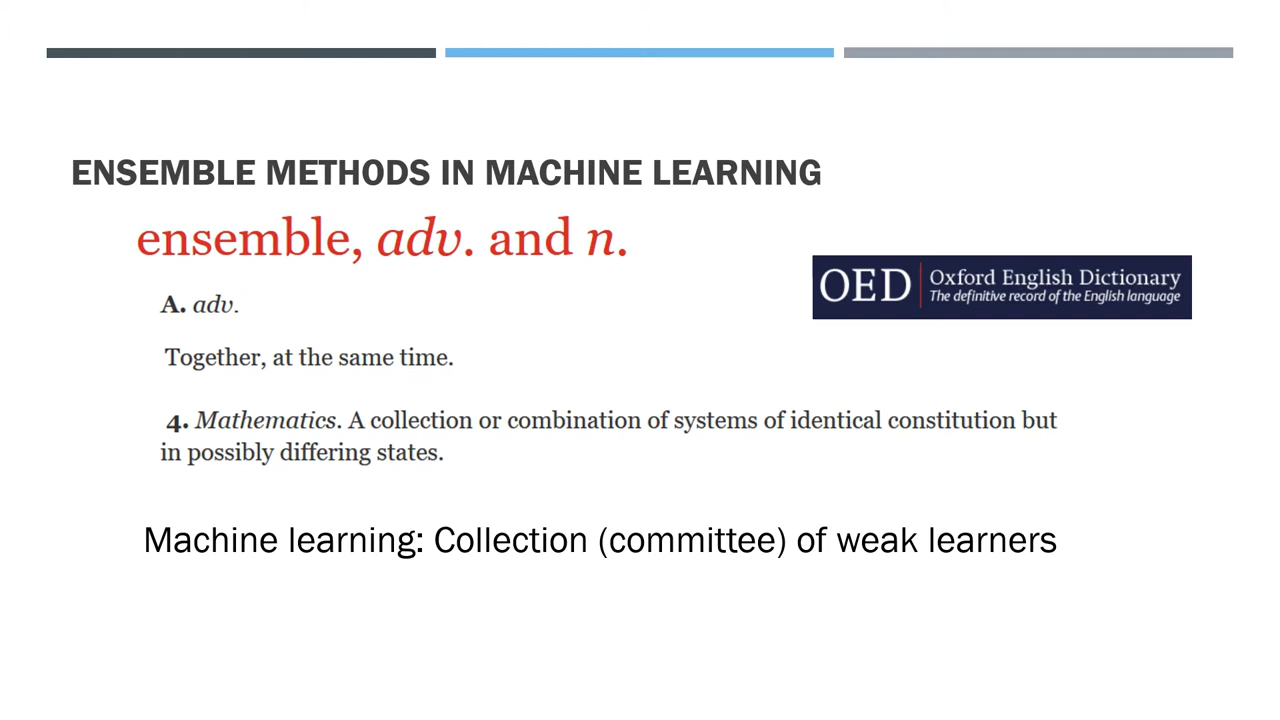 ENSEMBLE METHODS IN MACHINE LEARNING
ensemble, adv. and n.
OED Oxford English Dictionary
The definitive record of the English language
A. adv.
Together, at the same time.
4. Mathematics. A collection or combination of systems of identical constitution but
in possibly differing states.
Machine learning: Collection (committee) of weak learners